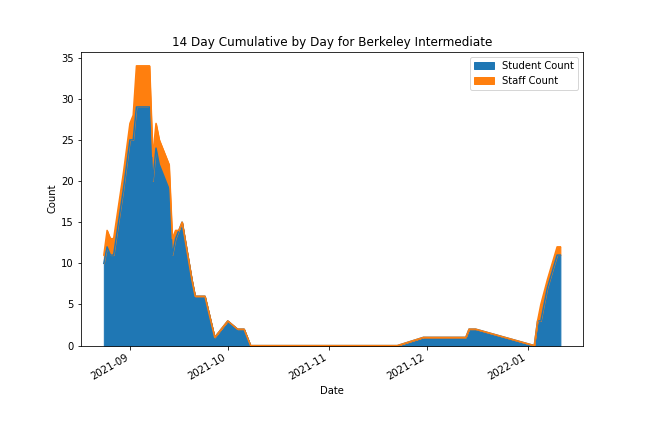 14 Day Cumulative by Day for Berkeley Intermediate
Student Count
Staff Count
Count
35
30
25
20
15
10
5
0
2021-09
2021-10
2021-11
2021-12
2022-01
Date